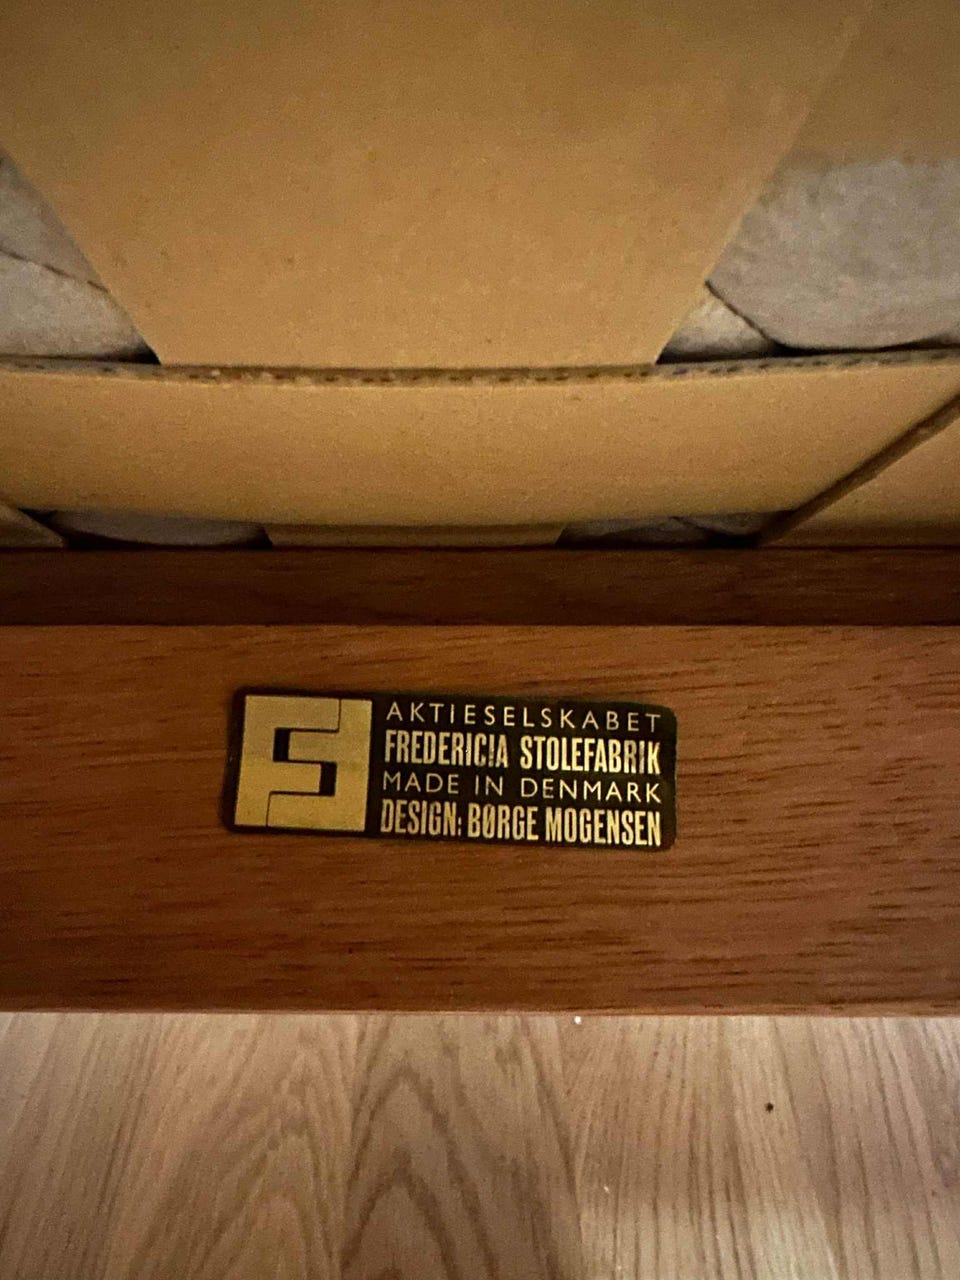 AKTIESELSKABET
FREDERICIA STOLEFABRIK
MADE IN DENMARK
DESIGN: BØRGE MOGENSEN